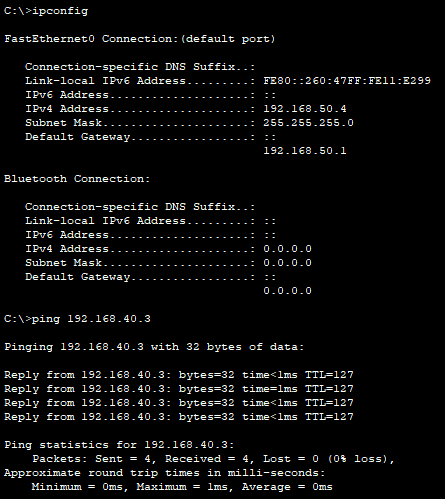 C:\>ipconfig
FastEthernet0 Connection:(default port)
Connection-specific DNS Suffix..:
Link-local IPv6 Address.........: FE80::260:47FF:FE11:E299
IPv6 Address....................: ::
IPv4 Address....................: 192.168.50.4
Subnet Mask.....................: 255.255.255.0
Default Gateway.................: ::
192.168.50.1
Bluetooth Connection:
Connection-specific DNS Suffix..:
Link-local IPv6 Address.........: ::
IPv6 Address....................: ::
IPv4 Address....................: 0.0.0.0
Subnet Mask.....................: 0.0.0.0
Default Gateway.................: ::
0.0.0.0
C:\>ping 192.168.40.3
Pinging 192.168.40.3 with 32 bytes of data:
Reply from 192.168.40.3: bytes=32 time<1ms TTL=127
Reply from 192.168.40.3: bytes=32 time=1ms TTL=127
Reply from 192.168.40.3: bytes=32 time<1ms TTL=127
Reply from 192.168.40.3: bytes=32 time<1ms TTL=127
Ping statistics for 192.168.40.3:
Packets: Sent = 4, Received = 4, Lost = 0 (0% loss),
Approximate round trip times in milli-seconds:
Minimum = 0ms, Maximum = 1ms, Average = 0ms